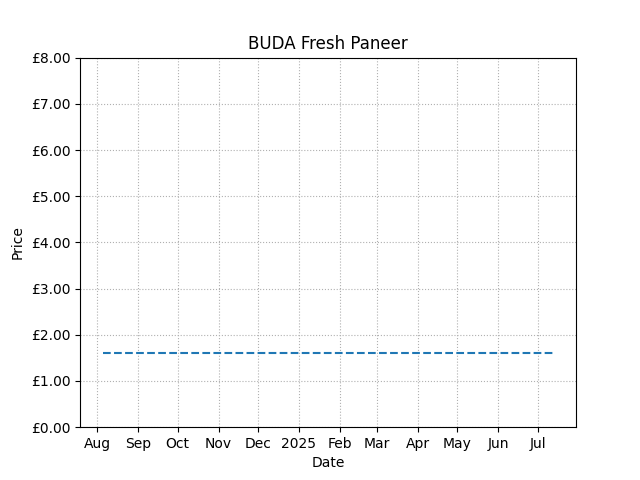 BUDA Fresh Paneer
£8.00
£7.00
£6.00
£5.00
£4.00
£3.00
£2.00
£1.00
£0.00
Price
Aug Sep Oct Nov Dec 2025 Feb Mar Apr May Jun Jul
Date